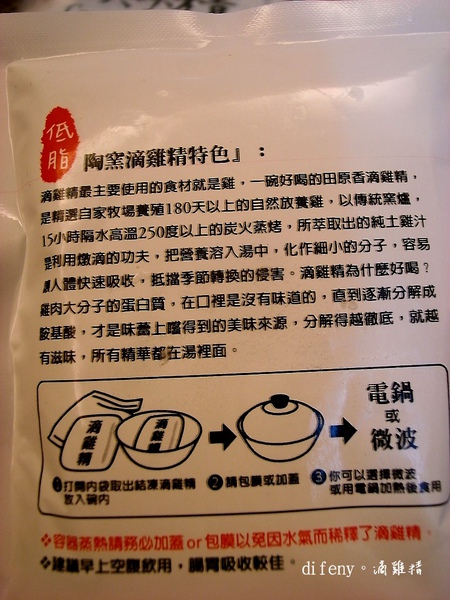 低
脂
陶窯滴雞精特色』：
滴雞精最主要使用的食材就是雞，一碗好喝的田原香滴雞精，
是精選自家牧場養殖180天以上的自然放養雞，以傳統窯爐，
15小時隔水高溫250度以上的炭火蒸烤，所萃取出的純土雞汁
是利用燉滴的功夫，把營養溶入湯中，化作細小的分子，容易
讓人體快速吸收，抵擋季節轉換的侵害。滴雞精為什麼好喝？
雞肉大分子的蛋白質，在口裡是沒有味道的，直到逐漸分解成
胺基酸，才是味蕾上嚐得到的美味來源，分解得越徹底，就越
有滋味，所有精華都在湯裡面。
滴雞精
滴雞精
電鍋
或
微波
❶打開內袋取出結凍滴雞精
放入碗內
❷請包膜或加蓋
❸你可以選擇微波
或用電鍋加熱後食用
❖容器蒸熱請務必加蓋or包膜以免因水氣而稀釋了滴雞精
❖建議早上空腹飲用，腸胃吸收較佳。
difeny。滴雞精